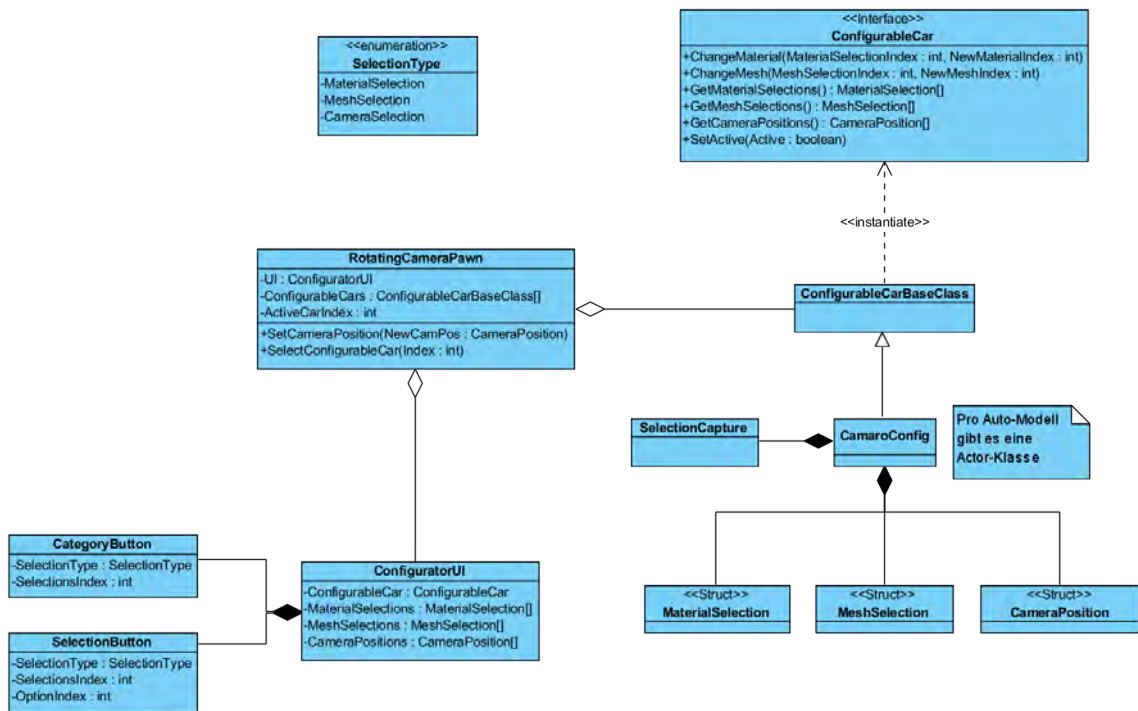 <<enumeration>>
SelectionType
-MaterialSelection
-MeshSelection
-CameraSelection
<<Interface>>
ConfigurableCar
+ChangeMaterial(MaterialSelectionIndex : int, NewMaterialIndex : int)
+ChangeMesh(MeshSelectionIndex : int, NewMeshIndex : int)
+GetMaterialSelections() : MaterialSelection[]
+GetMeshSelections() : MeshSelection[]
+GetCameraPositions() : CameraPosition[]
+SetActive(Active : boolean)
<<instantiate>>
RotatingCameraPawn
-UI : ConfiguratorUI
-ConfigurableCars : ConfigurableCarBaseClass[]
-ActiveCarIndex : int
+SetCameraPosition(NewCamPos : CameraPosition)
+SelectConfigurableCar(Index : int)
ConfigurableCarBaseClass
SelectionCapture
CamaroConfig
Pro Auto-Modell
gibt es eine
Actor-Klasse
CategoryButton
-SelectionType : SelectionType
-SelectionsIndex : int
ConfiguratorUI
-ConfigurableCar : ConfigurableCar
-MaterialSelections : MaterialSelection[]
-MeshSelections : MeshSelection[]
-CameraPositions : CameraPosition[]
<<Struct>>
MaterialSelection
<<Struct>>
MeshSelection
<<Struct>>
CameraPosition
SelectionButton
-SelectionType : SelectionType
-SelectionsIndex : int
-OptionIndex : int